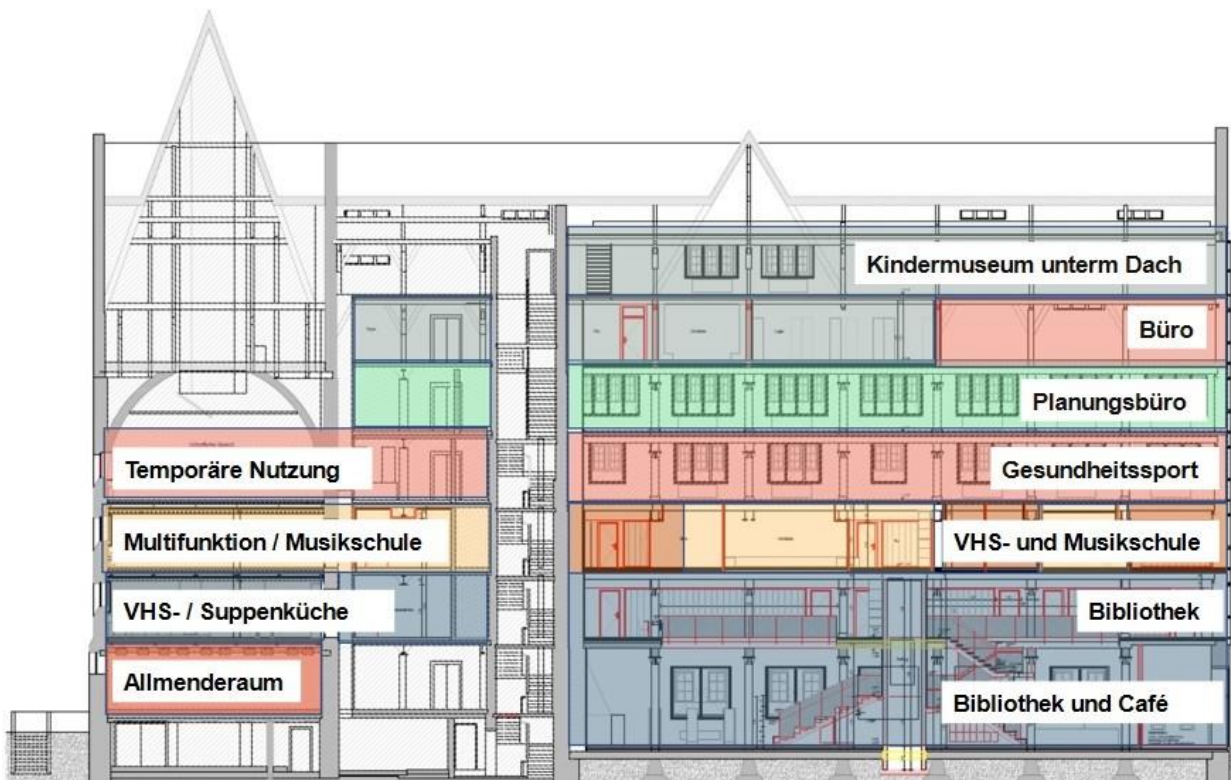 Kindermuseum unterm Dach
Büro
Planungsbüro
Temporäre Nutzung
Gesundheitssport
Multifunktion / Musikschule
VHS- und Musikschule
VHS- / Suppenküche
Bibliothek
Allmenderaum
Bibliothek und Café